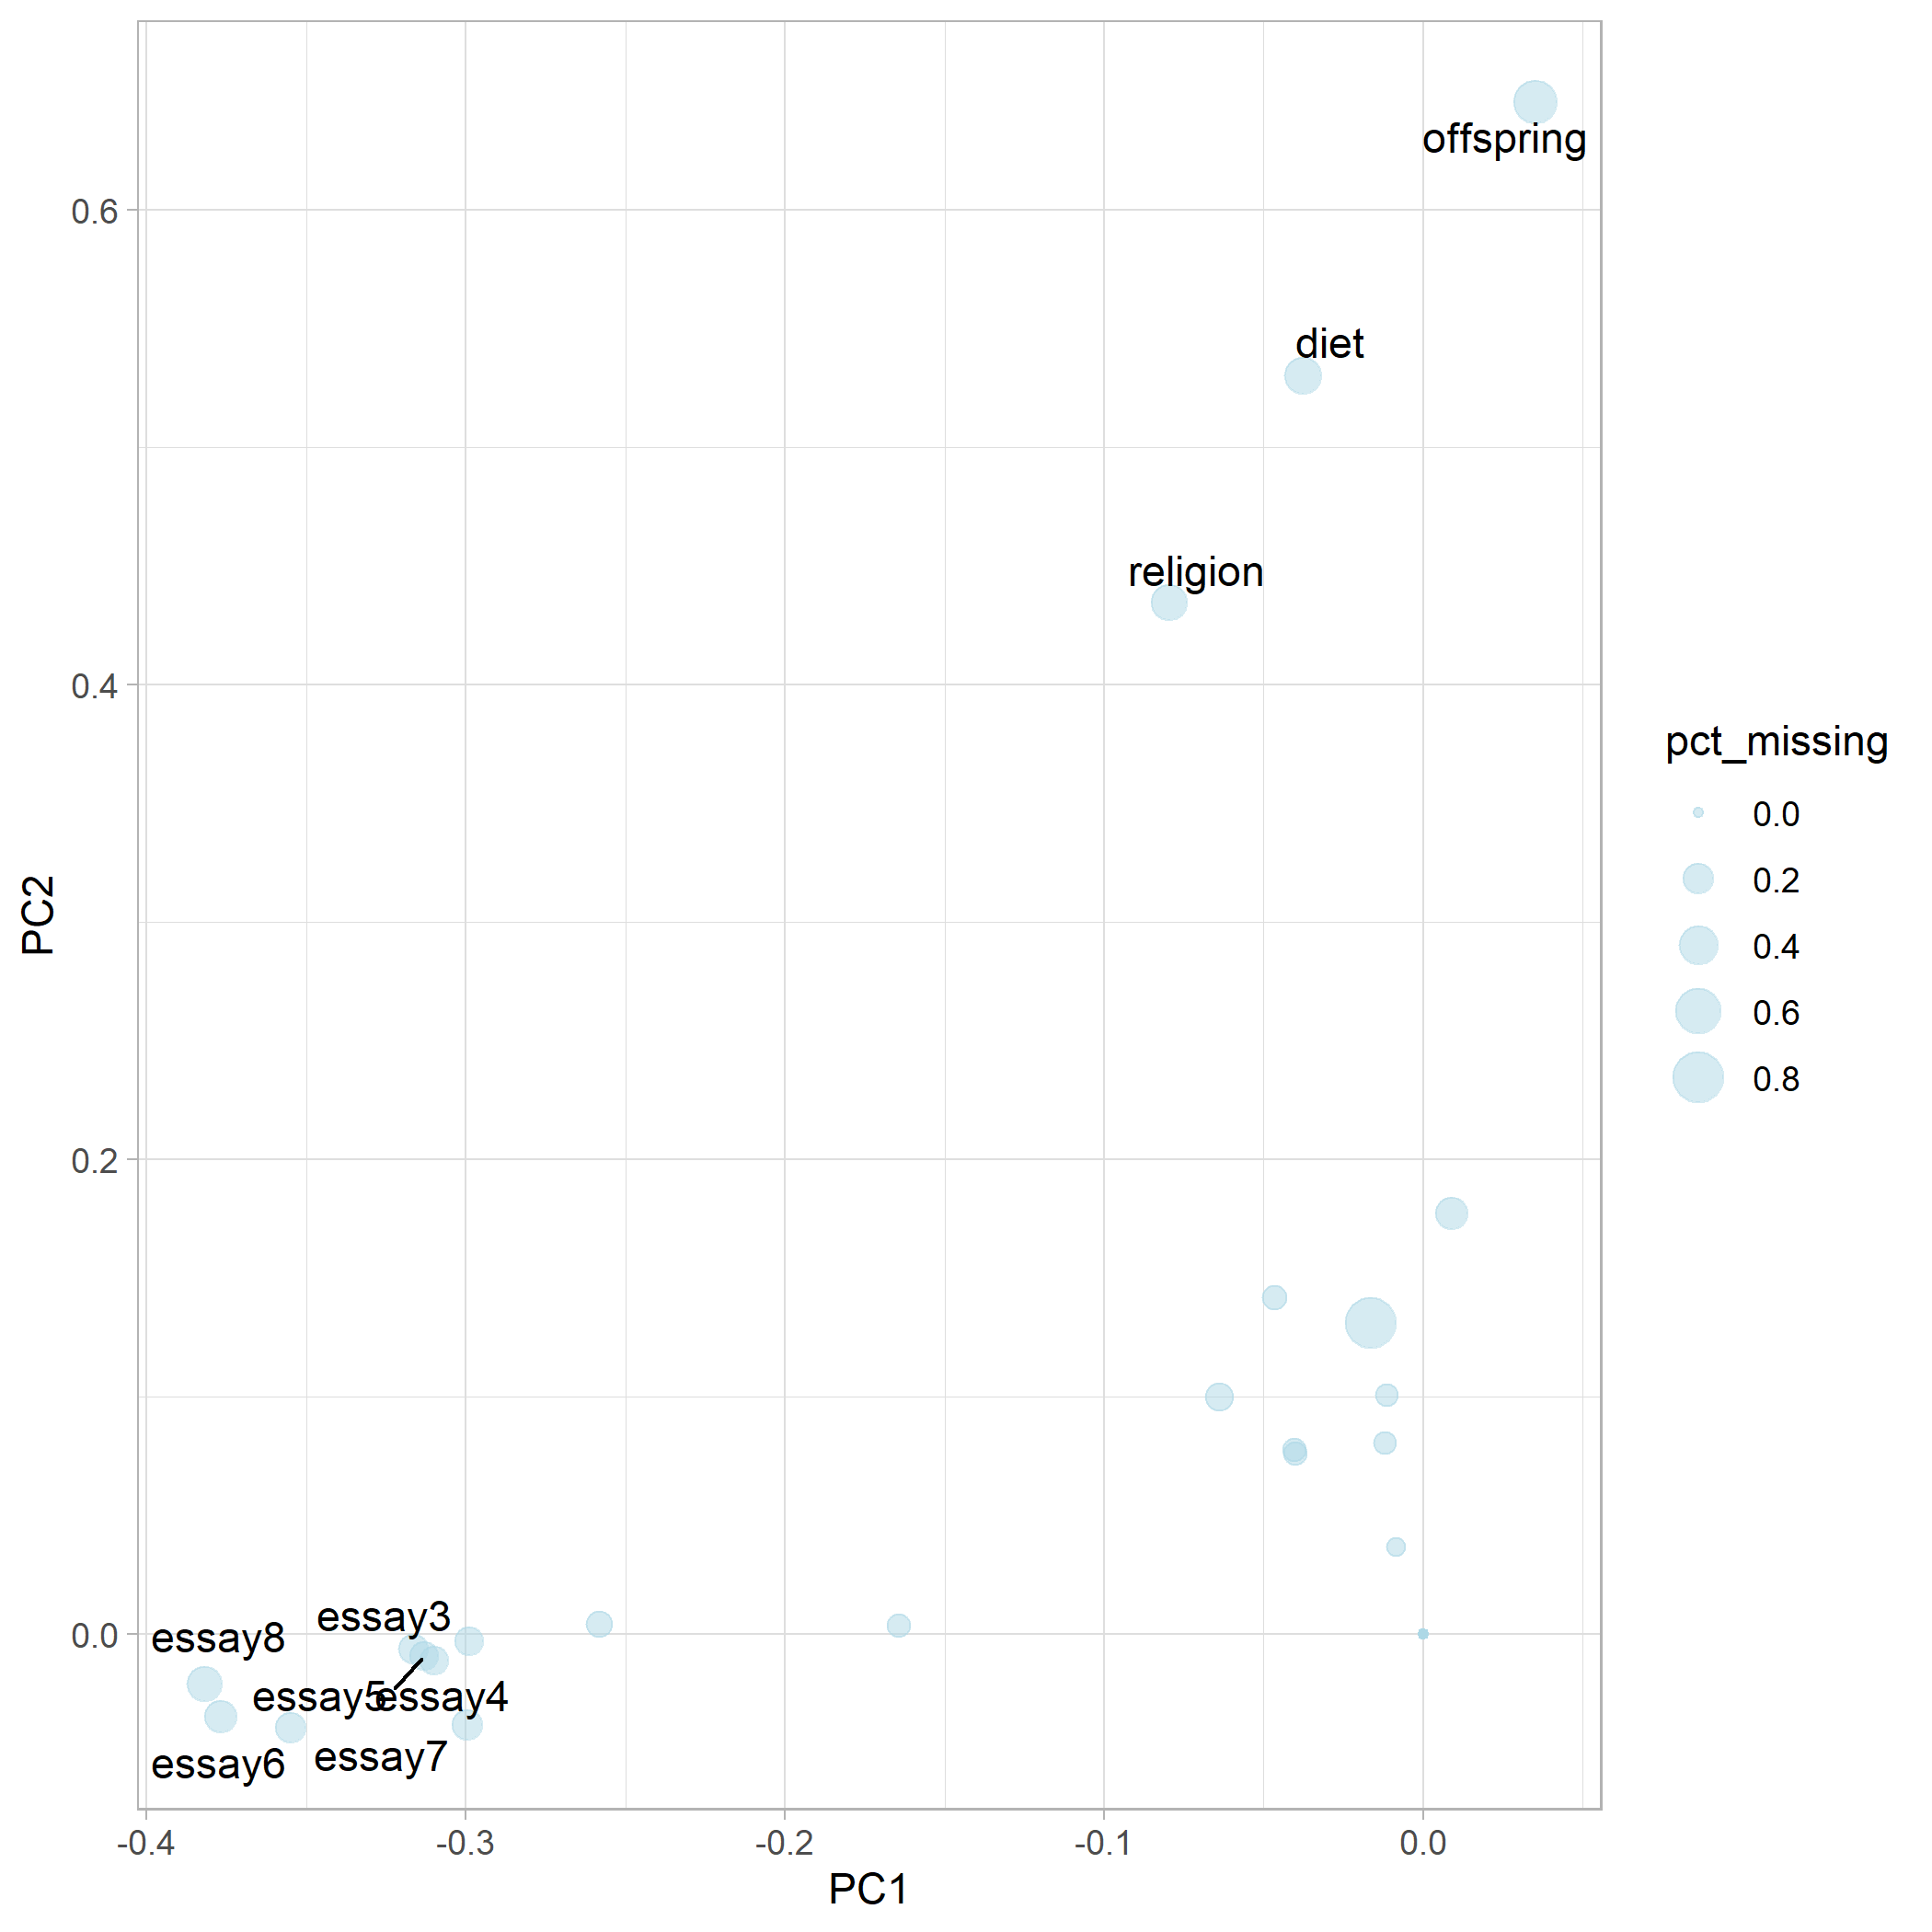 offspring
0.6
diet
religion
0.4
pct_missing
0.0
0.2
0.4
0.6
0.8
PC2
0.2
essay3
essay8
0.0
essay5
essay4
essay7
essay6
-0.4
-0.3
-0.2
-0.1
0.0
PC1